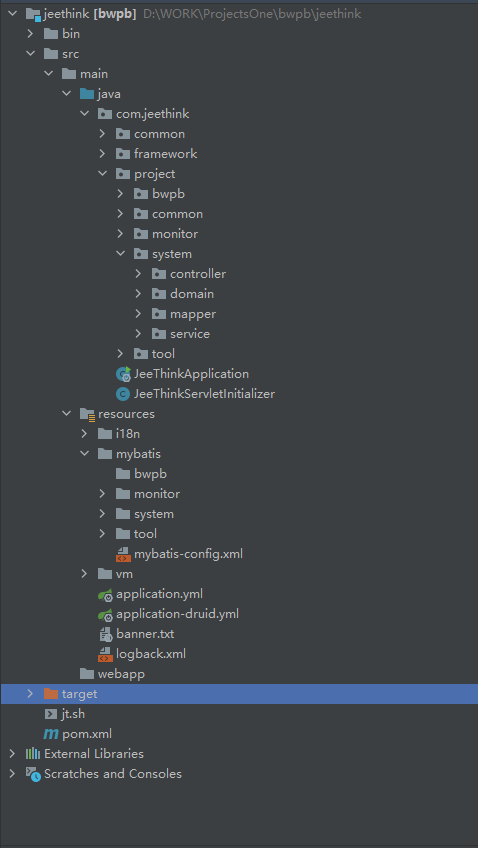 jeethink [bwpb] D:\WORK\ProjectsOne\bwpb\jeethink
bin
src
main
java
com.jeethink
common
framework
project
bwpb
common
monitor
system
controller
domain
mapper
service
tool
JeeThinkApplication
JeeThinkServletInitializer
resources
i18n
mybatis
bwpb
monitor
system
tool
mybatis-config.xml
vm
application.yml
application-druid.yml
banner.txt
logback.xml
webapp
target
jt.sh
pom.xml
External Libraries
Scratches and Consoles